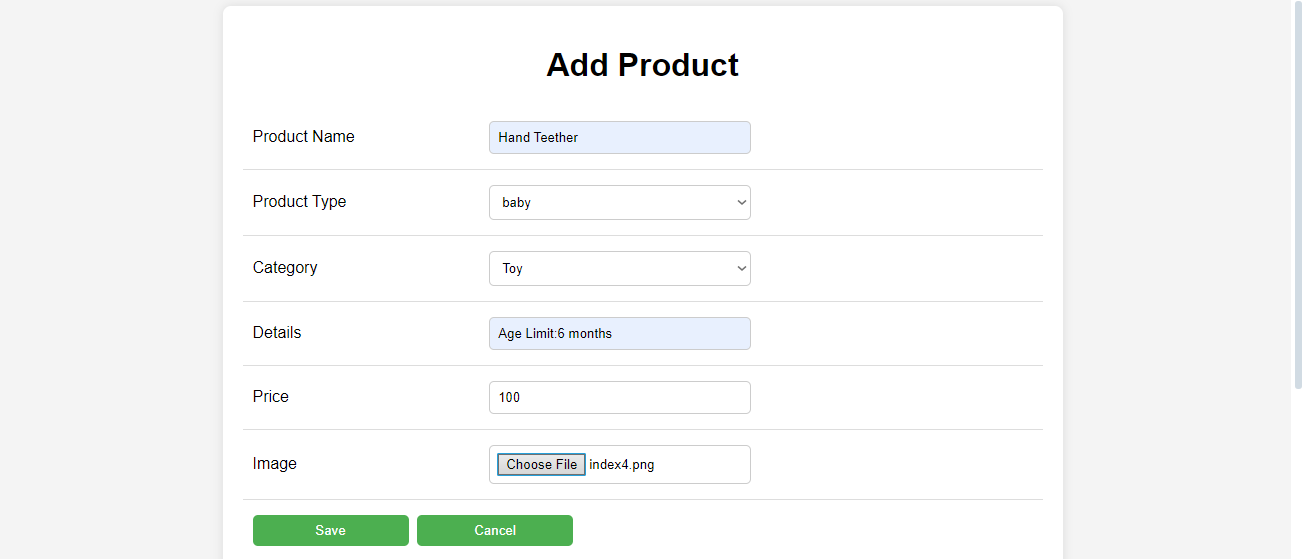 Add Product
Product Name Hand Teether
Product Type baby
Category Toy
Details Age Limit:6 months
Price 100
Image Choose File index4.png
Save Cancel